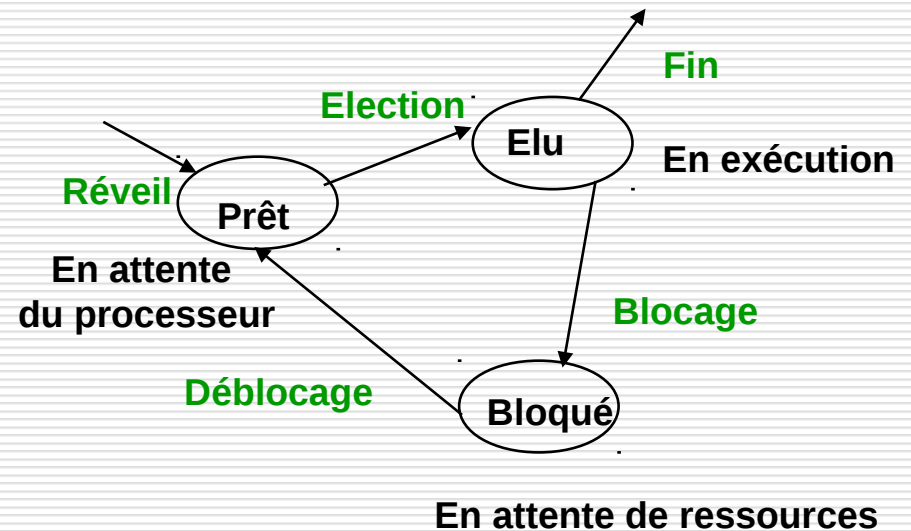 Fin
Election
Elu
En exécution
Réveil
Prêt
En attente
du processeur
Blocage
Déblocage
Bloqué
En attente de ressources